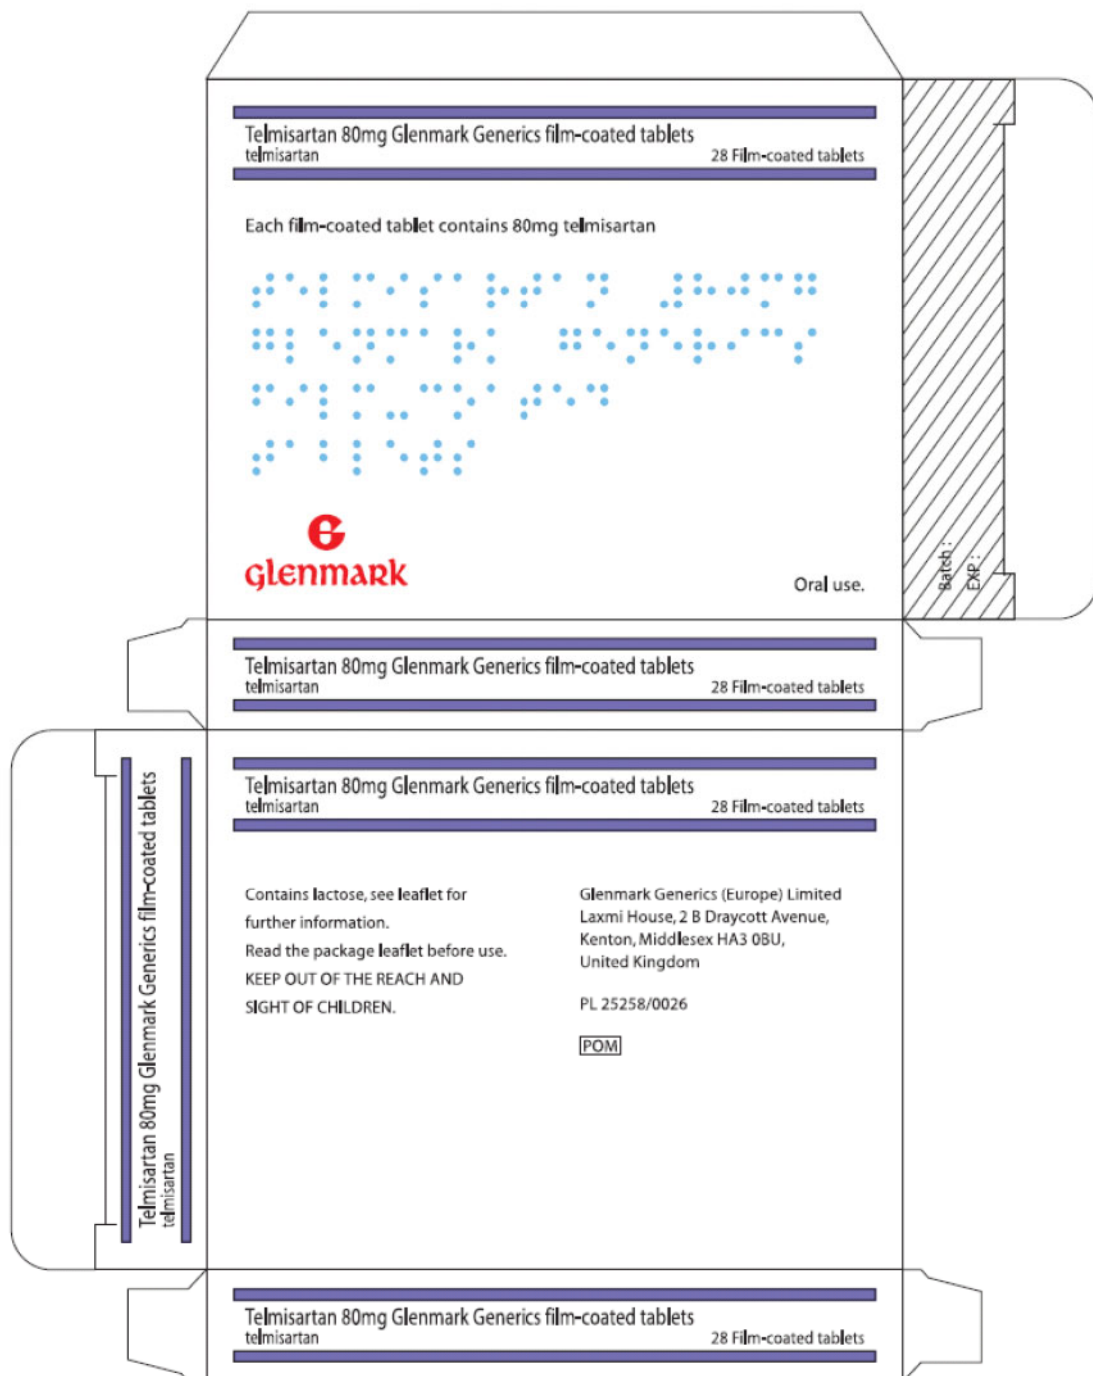 Telmisartan 80mg Glenmark Generics film-coated tablets
telmisartan
28 Film-coated tablets
Each film-coated tablet contains 80mg telmisartan
GLENMARK
Oral use.
Batch :
EXP :
Telmisartan 80mg Glenmark Generics film-coated tablets
telmisartan
28 Film-coated tablets
Telmisartan 80mg Glenmark Generics film-coated tablets
telmisartan
Telmisartan 80mg Glenmark Generics film-coated tablets
telmisartan
28 Film-coated tablets
Contains lactose, see leaflet for
further information.
Read the package leaflet before use.
KEEP OUT OF THE REACH AND
SIGHT OF CHILDREN.
Glenmark Generics (Europe) Limited
Laxmi House, 2 B Draycott Avenue,
Kenton, Middlesex HA3 0BU,
United Kingdom
PL 25258/0026
POM
Telmisartan 80mg Glenmark Generics film-coated tablets
telmisartan
28 Film-coated tablets